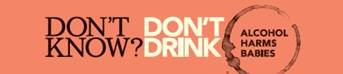 DON'T DON'T
KNOW? DRINK
ALCOHOL
HARMS
BABIES